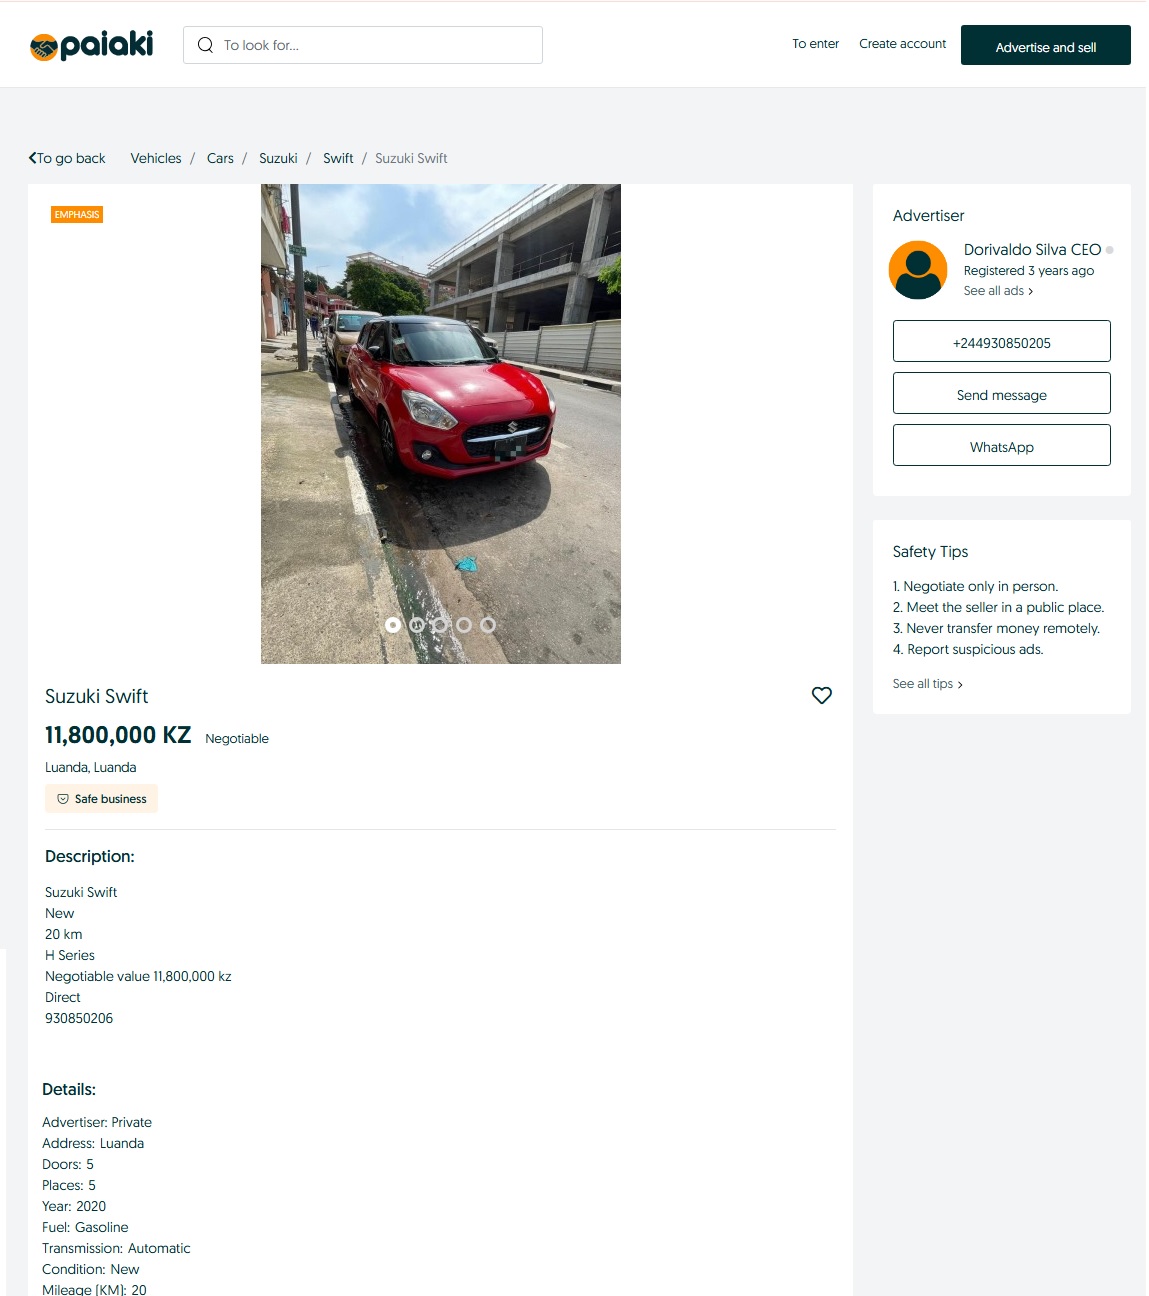 paiaki
To look for...
To enter
Create account
Advertise and sell
To go back
Vehicles / Cars / Suzuki / Swift / Suzuki Swift
EMPHASIS
Suzuki Swift
11,800,000 KZ Negotiable
Luanda, Luanda
Safe business
Description:
Suzuki Swift
New
20 km
H Series
Negotiable value 11,800,000 kz
Direct
930850206
Details:
Advertiser: Private
Address: Luanda
Doors: 5
Places: 5
Year: 2020
Fuel: Gasoline
Transmission: Automatic
Condition: New
Mileage (KM): 20
Advertiser
Dorivaldo Silva CEO
Registered 3 years ago
See all ads >
+244930850205
Send message
WhatsApp
Safety Tips
1. Negotiate only in person.
2. Meet the seller in a public place.
3. Never transfer money remotely.
4. Report suspicious ads.
See all tips >